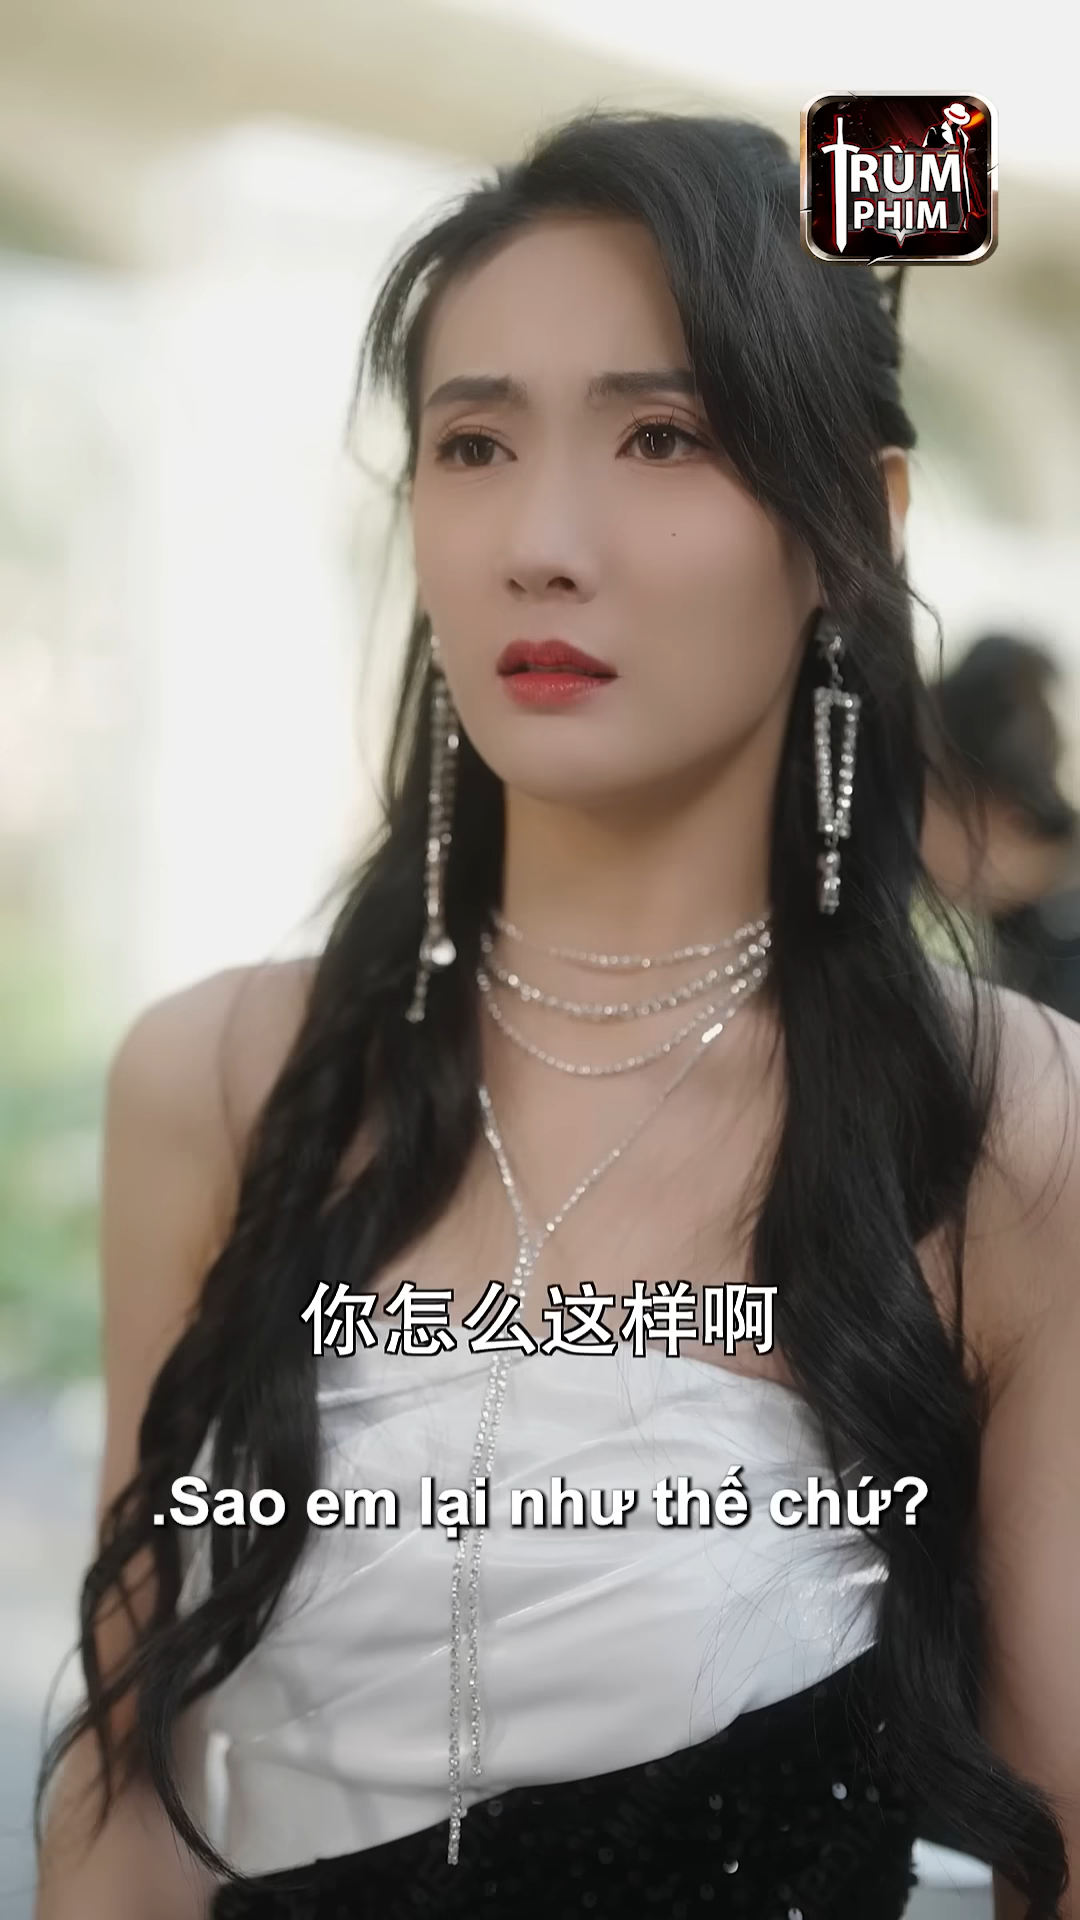 TRÙM
PHIM
你怎么这样啊
.Sao em lại như thế chứ?